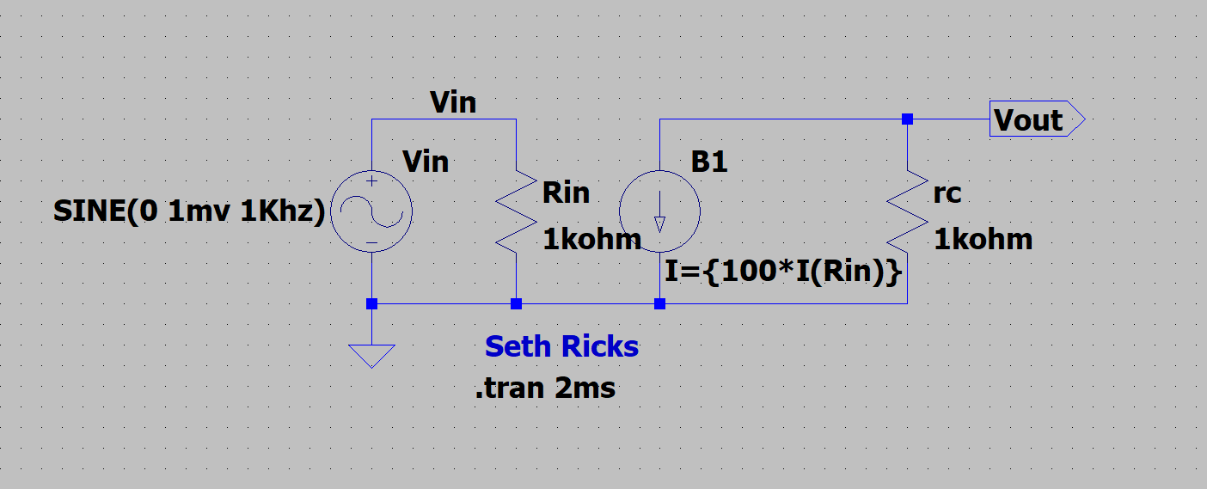 Vin
Vin
SINE(0 1mv 1Khz)
Rin
1kohm
B1
I={100*I(Rin)}
rc
1kohm
Vout
Seth Ricks
.tran 2ms